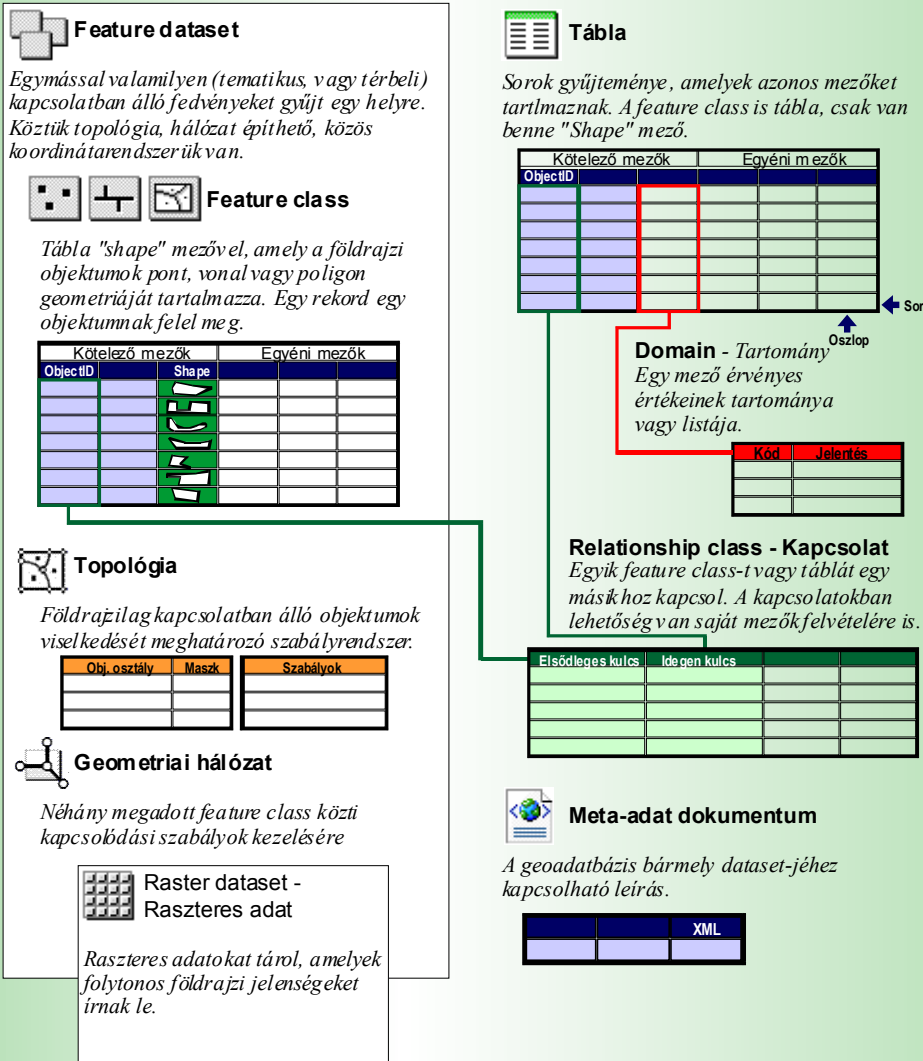 Feature dataset
Egymással valamilyen (tematikus, vagy térbeli)
kapcsolatban álló fedvényeket gyűjt egy helyre.
Köztük topológia, hálózat építhető, közös
koordinátarendszerük van.
Feature class
Tábla "shape" mezővel, amely a földrajzi
objektumok pont, vonal vagy poligon
geometriáját tartalmazza. Egy rekord egy
objektumnak felel meg.
Kötelező mezők Egyéni mezők
ObjectID Shape
Topológia
Földrajzilag kapcsolatban álló objektumok
viselkedését meghatározó szabályrendszer.
Obj. osztály Maszk Szabályok
Geometriai hálózat
Néhány megadott feature class közti
kapcsolódási szabályok kezelésére
Raster dataset -
Raszteres adat
Raszteres adatokat tárol, amelyek
folytonos földrajzi jelenségeket
írnak le.
Tábla
Sorok gyűjteménye, amelyek azonos mezőket
tartlmaznak. A feature class is tábla, csak van
benne "Shape" mező.
Kötelező mezők Egyéni mezők
ObjectID
Sor
Oszlop
Domain - Tartomány
Egy mező érvényes
értékeinek tartománya
vagy listája.
Kód Jelentés
Relationship class - Kapcsolat
Egyik feature class-t vagy táblát egy
másikhoz kapcsol. A kapcsolatokban
lehetőség van saját mezők felvételére is.
Elsődleges kulcs Idegen kulcs
Meta-adat dokumentum
A geoadatbázis bármely dataset-jéhez
kapcsolható leírás.
XML